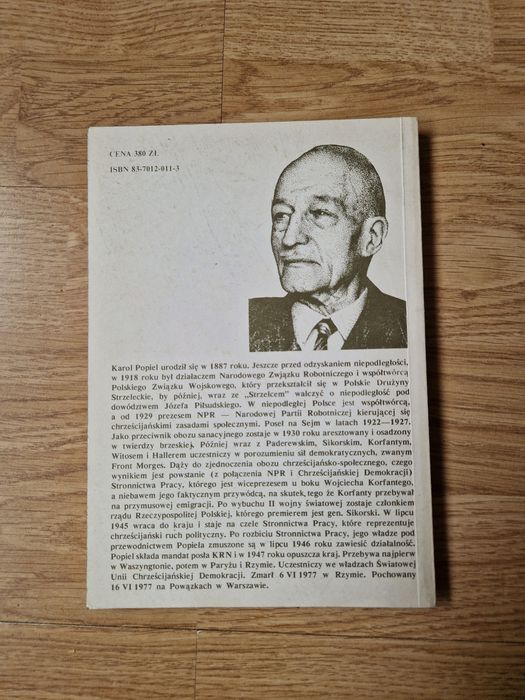 CENA 380 ZŁ
ISBN 83-7012-011-3
Karol Popiel urodził się w 1887 roku. Jeszcze przed odzyskaniem niepodległości,
w 1918 roku był działaczem Narodowego Związku Robotniczego i współtwórcą
Polskiego Związku Wojskowego, który przekształcił się w Polskie Drużyny
Strzeleckie, by później, wraz ze „Strzelcem" walczyć o niepodległość pod
dowództwem Józefa Piłsudskiego. W niepodległej Polsce jest współtwórcą,
a od 1929 prezesem NPR — Narodowej Partii Robotniczej kierującej się
chrześcijańskimi zasadami społecznymi. Poseł na Sejm w latach 1922—1927.
Jako przeciwnik obozu sanacyjnego zostaje w 1930 roku aresztowany i osadzony
w twierdzy brzeskiej. Później wraz z Paderewskim, Sikorskim, Korfantym,
Witosem i Hallerem uczestniczy w porozumieniu sił demokratycznych, zwanym
Front Morges. Dąży do zjednoczenia obozu chrześcijańsko-społecznego, czego
wynikiem jest powstanie (z połączenia NPR i Chrześcijańskiej Demokracji)
Stronnictwa Pracy, którego jest wiceprezesem u boku Wojciecha Korfantego,
a niebawem jego faktycznym przywódcą, na skutek, tego że Korfanty przebywał
na przymusowej emigracji. Po wybuchu II wojny światowej zostaje członkiem
rządu Rzeczypospolitej Polskiej, którego premierem jest gen. Sikorski. W lipcu
1945 wraca do kraju i staje na czele Stronnictwa Pracy, które reprezentuje
chrześcijański ruch polityczny. Po rozbiciu Stronnictwa Pracy, jego władze pod
przewodnictwem Popiela zmuszone są w lipcu 1946 roku zawiesić działalność.
Popiel składa mandat posła KRN i w 1947 roku opuszcza kraj. Przebywa najpierw
w Waszyngtonie, potem w Paryżu i Rzymie. Uczestniczy we władzach Światowej
Unii Chrześcijańskiej Demokracji. Zmarł 6 VI 1977 w Rzymie. Pochowany
16 VI 1977 na Powązkach w Warszawie.